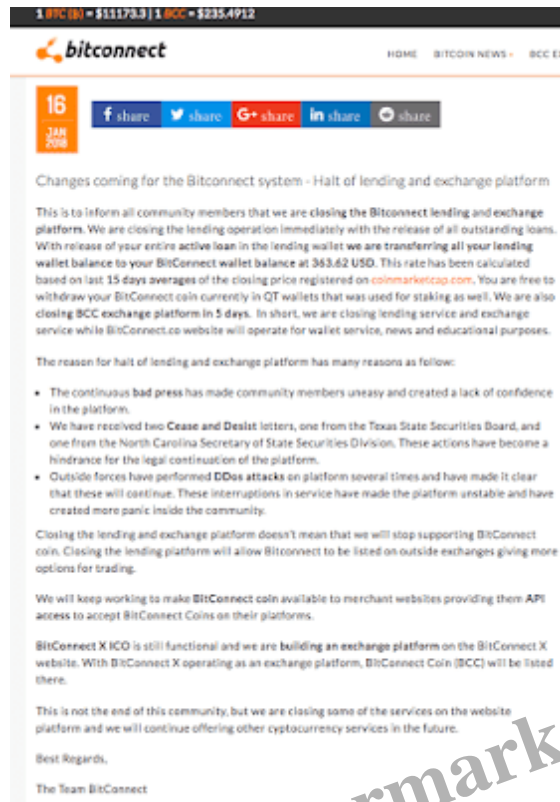 1 BTC (฿) = $11173.3 | 1 BCC = $235.4912
bitconnect
HOME BITCOIN NEWS BCC
16
JAN
2018
f share share G+ share in share share
Changes coming for the Bitconnect system - Halt of lending and exchange platform
This is to inform all community members that we are closing the Bitconnect lending and exchange
platform. We are closing the lending operation immediately with the release of all outstanding loans.
With release of your entire active loan in the lending wallet we are transferring all your lending
wallet balance to your BitConnect wallet balance at 363.62 USD. This rate has been calculated
based on last 15 days averages of the closing price registered on coinmarketcap.com. You are free to
withdraw your BitConnect coin currently in QT wallets that was used for staking as well. We are also
closing BCC exchange platform in 5 days. In short, we are closing lending service and exchange
service while BitConnect.co website will operate for wallet service, news and educational purposes.
The reason for halt of lending and exchange platform has many reasons as follow:
• The continuous bad press has made community members uneasy and created a lack of confidence
in the platform.
• We have received two Cease and Desist letters, one from the Texas State Securities Board, and
one from the North Carolina Secretary of State Securities Division. These actions have become a
hindrance for the legal continuation of the platform.
• Outside forces have performed DDos attacks on platform several times and have made it clear
that these will continue. These interruptions in service have made the platform unstable and have
created more panic inside the community.
Closing the lending and exchange platform doesn't mean that we will stop supporting BitConnect
coin. Closing the lending platform will allow Bitconnect to be listed on outside exchanges giving more
options for trading.
We will keep working to make BitConnect coin available to merchant websites providing them API
access to accept BitConnect Coins on their platforms.
BitConnect X ICO is still functional and we are building an exchange platform on the BitConnect X
website. With BitConnect X operating as an exchange platform, BitConnect Coin (BCC) will be listed
there.
This is not the end of this community, but we are closing some of the services on the website
platform and we will continue offering other cyptocurrency services in the future.
Best Regards,
The Team BitConnect